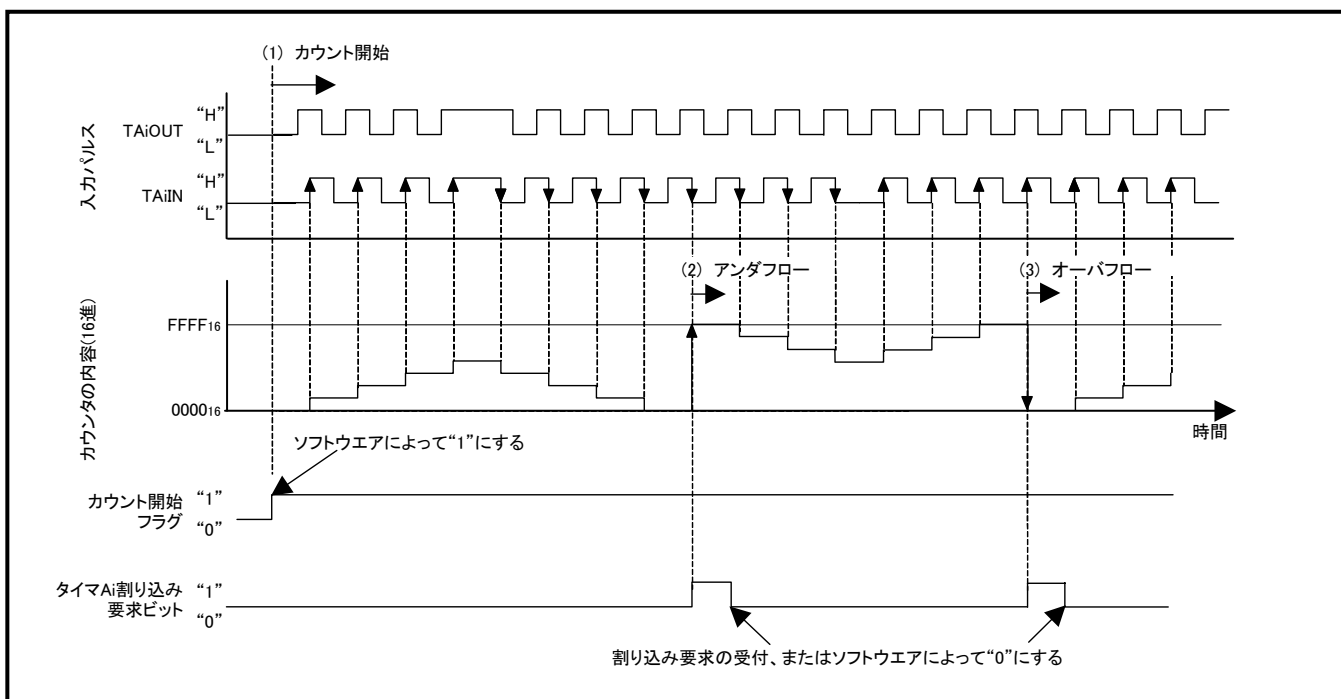 (1) カウント開始
入力パルス
TAiOUT
“H”
“L”
TAiIN
“H”
“L”
(2) アンダフロー
(3) オーバフロー
カウンタの内容(16進)
FFFF16
000016
時間
ソフトウエアによって“1”にする
カウント開始
フラグ
“1”
“0”
タイマAi割り込み
要求ビット
“1”
“0”
割り込み要求の受付、またはソフトウエアによって“0”にする